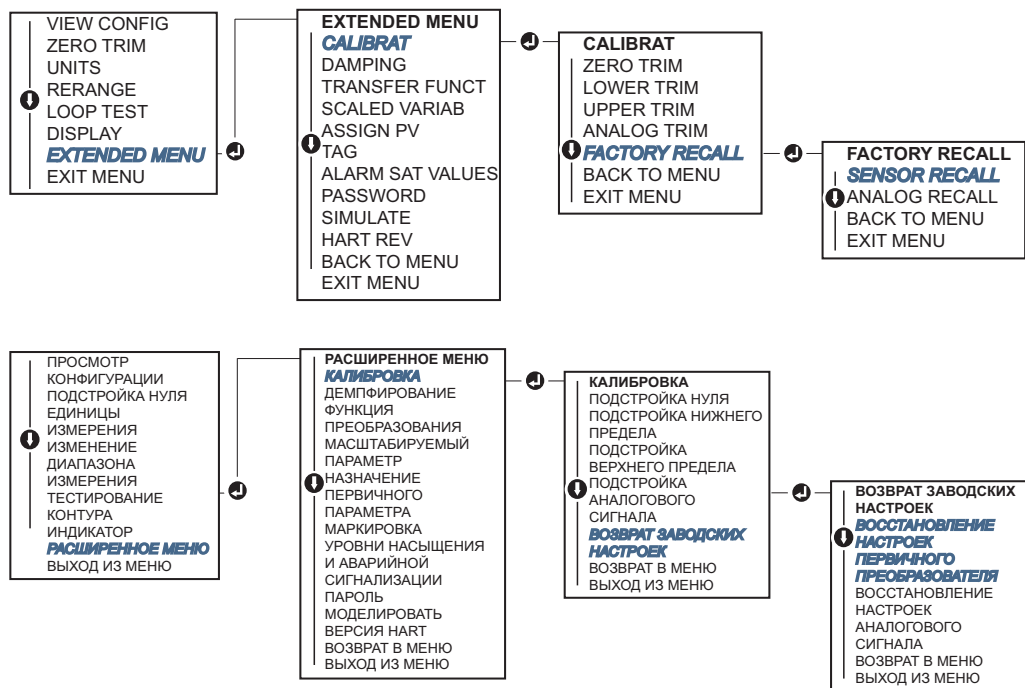 VIEW CONFIG
ZERO TRIM
UNITS
RERANGE
LOOP TEST
DISPLAY
EXTENDED MENU
EXIT MENU
EXTENDED MENU
CALIBRAT
DAMPING
TRANSFER FUNCT
SCALED VARIAB
ASSIGN PV
TAG
ALARM SAT VALUES
PASSWORD
SIMULATE
HART REV
BACK TO MENU
EXIT MENU
CALIBRAT
ZERO TRIM
LOWER TRIM
UPPER TRIM
ANALOG TRIM
FACTORY RECALL
BACK TO MENU
EXIT MENU
FACTORY RECALL
SENSOR RECALL
ANALOG RECALL
BACK TO MENU
EXIT MENU
ПРОСМОТР
КОНФИГУРАЦИИ
ПОДСТРОЙКА НУЛЯ
ЕДИНИЦЫ
ИЗМЕРЕНИЯ
ИЗМЕНЕНИЕ
ДИАПАЗОНА
ИЗМЕРЕНИЯ
ТЕСТИРОВАНИЕ
КОНТУРА
ИНДИКАТОР
РАСШИРЕННОЕ МЕНЮ
ВЫХОД ИЗ МЕНЮ
РАСШИРЕННОЕ МЕНЮ
КАЛИБРОВКА
ДЕМПФИРОВАНИЕ
ФУНКЦИЯ
ПРЕОБРАЗОВАНИЯ
МАСШТАБИРУЕМЫЙ
ПАРАМЕТР
НАЗНАЧЕНИЕ
ПЕРВИЧНОГО
ПАРАМЕТРА
МАРКИРОВКА
УРОВНИ НАСЫЩЕНИЯ
И АВАРИЙНОЙ
СИГНАЛИЗАЦИИ
ПАРОЛЬ
МОДЕЛИРОВАТЬ
ВЕРСИЯ HART
ВОЗВРАТ В МЕНЮ
ВЫХОД ИЗ МЕНЮ
КАЛИБРОВКА
ПОДСТРОЙКА НУЛЯ
ПОДСТРОЙКА НИЖНЕГО
ПРЕДЕЛА
ПОДСТРОЙКА
ВЕРХНЕГО ПРЕДЕЛА
ПОДСТРОЙКА
АНАЛОГОВОГО
СИГНАЛА
ВОЗВРАТ ЗАВОДСКИХ
НАСТРОЕК
ВОЗВРАТ В МЕНЮ
ВЫХОД ИЗ МЕНЮ
ВОЗВРАТ ЗАВОДСКИХ
НАСТРОЕК
ВОССТАНОВЛЕНИЕ
НАСТРОЕК
ПЕРВИЧНОГО
ПРЕОБРАЗОВАТЕЛЯ
ВОССТАНОВЛЕНИЕ
НАСТРОЕК
АНАЛОГОВОГО
СИГНАЛА
ВОЗВРАТ В МЕНЮ
ВЫХОД ИЗ МЕНЮ